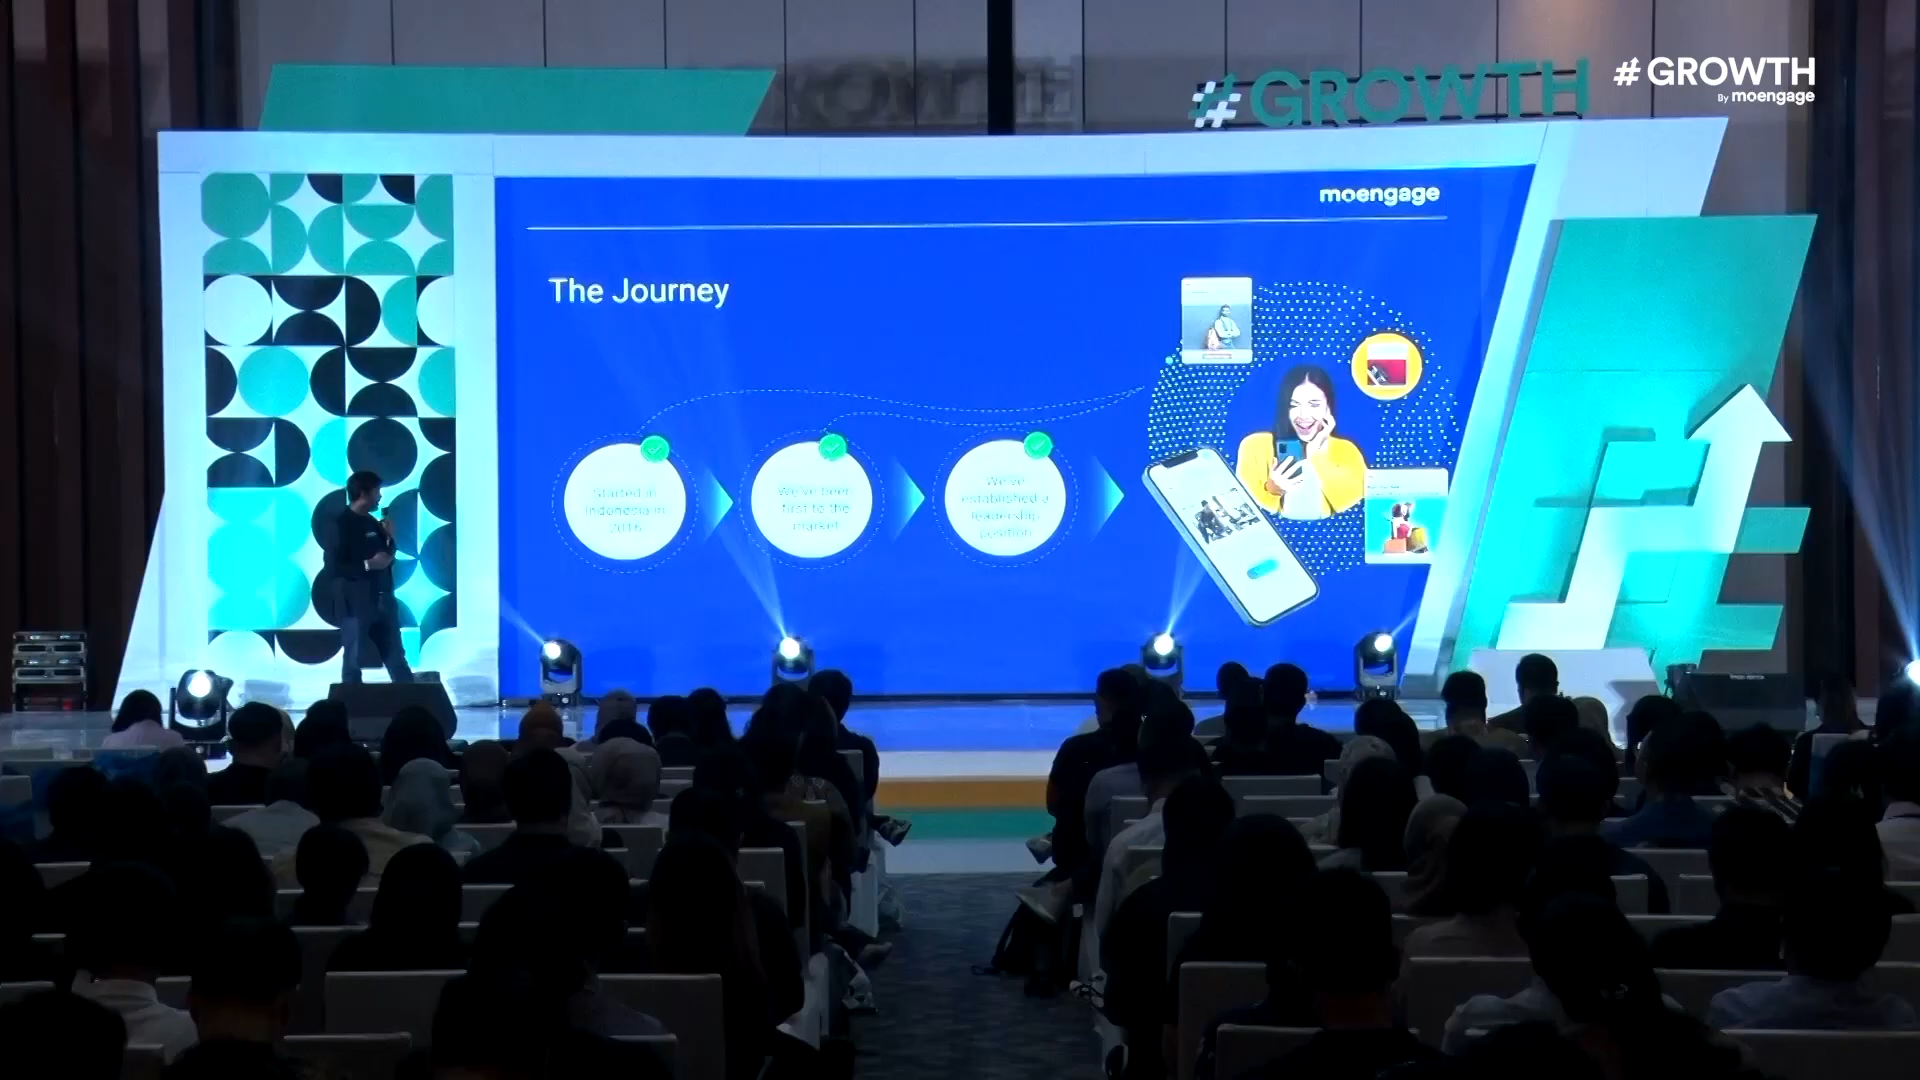 #GROWTH
#GROWTH
By moengage
moengage
The Journey
Started in
Indonesia in
2016
We've been
first to the
market
We've
established a
leadership
position